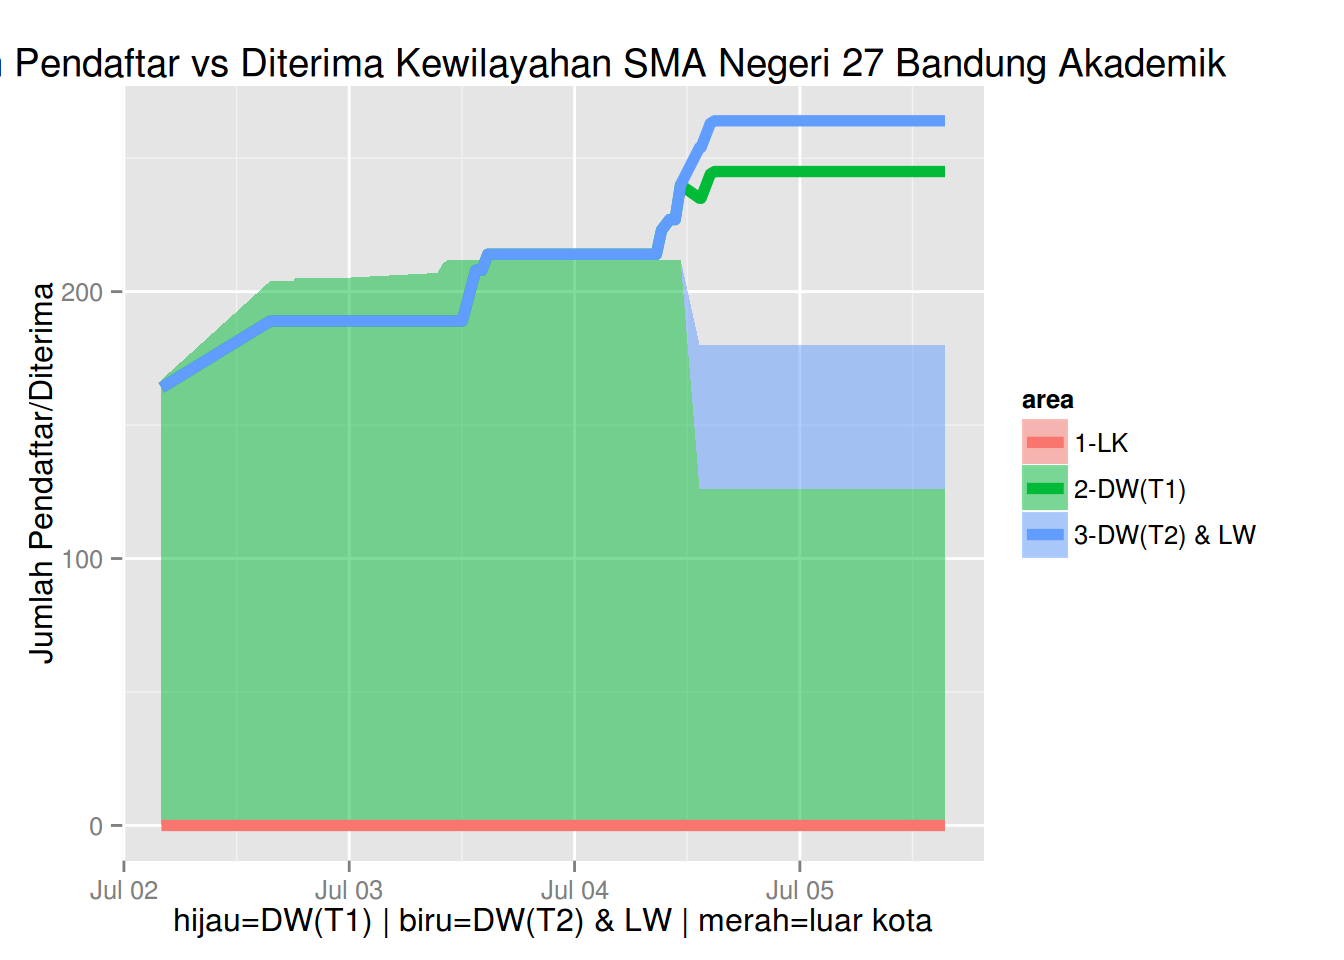 Pendaftar vs Diterima Kewilayahan SMA Negeri 27 Bandung Akademik
Jumlah Pendaftar/Diterima
200
100
0
Jul 02
Jul 03
Jul 04
Jul 05
hijau=DW(T1) | biru=DW(T2) & LW | merah=luar kota
area
1-LK
2-DW(T1)
3-DW(T2) & LW